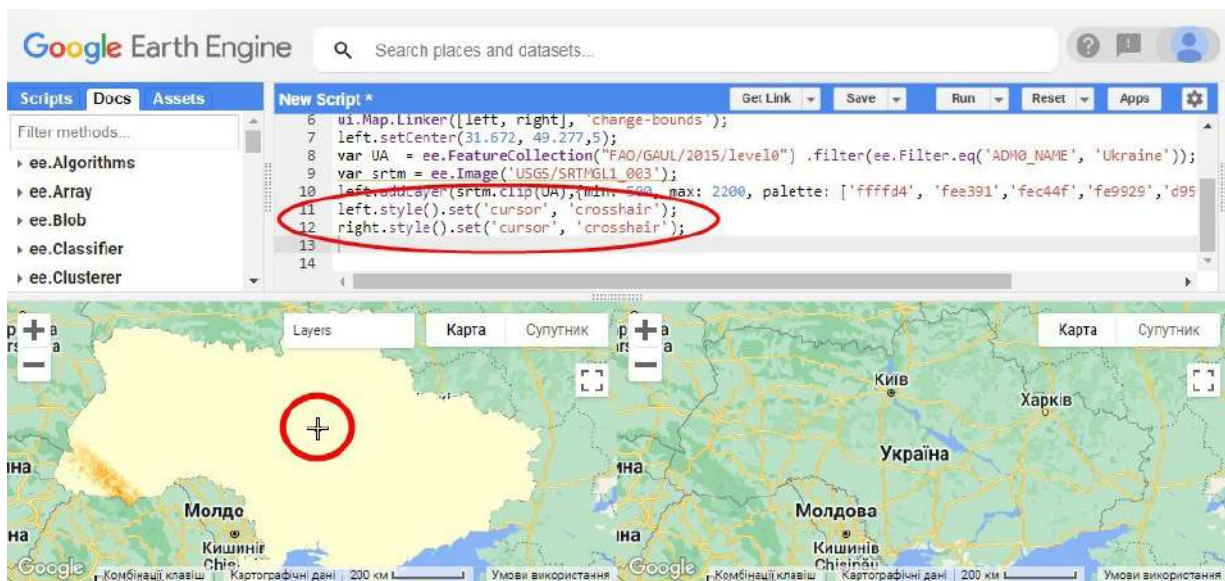 Google Earth Engine
Search places and datasets...
Scripts Docs Assets
New Script *
Get Link Save Run Reset Apps
Filter methods...
ee.Algorithms
ee.Array
ee.Blob
ee.Classifier
ee.Clusterer
6 ui.Map.Linker([left, right], 'change-bounds');
7 left.setCenter(31.672, 49.277,5);
8 var UA = ee.FeatureCollection("FAO/GAUL/2015/level0") .filter(ee.Filter.eq('ADM0_NAME', 'Ukraine'));
9 var srtm = ee.Image('USGS/SRTMGL1_003');
10 left.addLayer(srtm.clip(UA),{min: 500, max: 2200, palette: ['ffffd4', 'fee391','fec44f','fe9929','d95
11 left.style().set('cursor', 'crosshair');
12 right.style().set('cursor', 'crosshair');
13
14
Layers
Карта Супутник
Молдо
Кишинів
Google
Комбінації клавіш Картографічні дані 200 км Умови використання
Карта Супутник
Київ
Харків
Україна
Молдова
Кишинів
Chișinău
Google
Комбінації клавіш Картографічні дані 200 км Умови використання